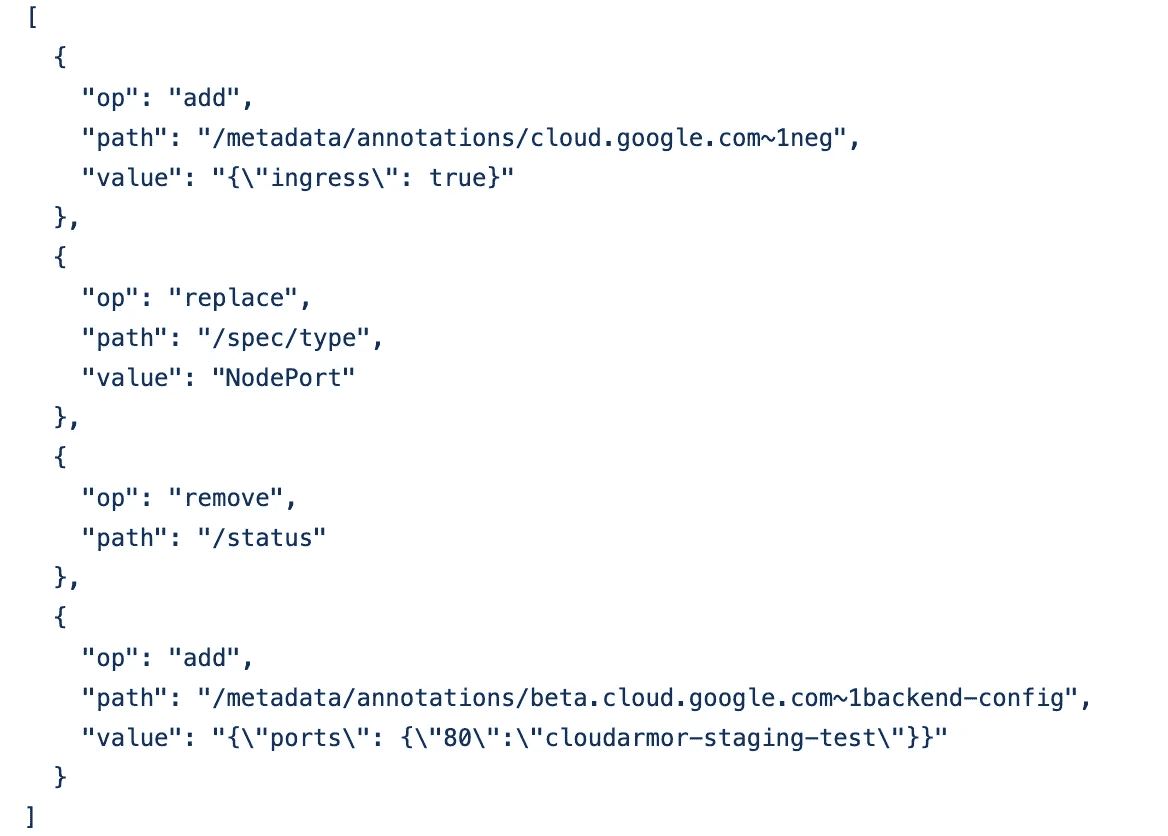 [
  {
    "op": "add",
    "path": "/metadata/annotations/cloud.google.com~1neg",
    "value": "{\"ingress\": true}"
  },
  {
    "op": "replace",
    "path": "/spec/type",
    "value": "NodePort"
  },
  {
    "op": "remove",
    "path": "/status"
  },
  {
    "op": "add",
    "path": "/metadata/annotations/beta.cloud.google.com~1backend-config",
    "value": "{\"ports\": {\"80\":\"cloudarmor-staging-test\"}}"
  }
]